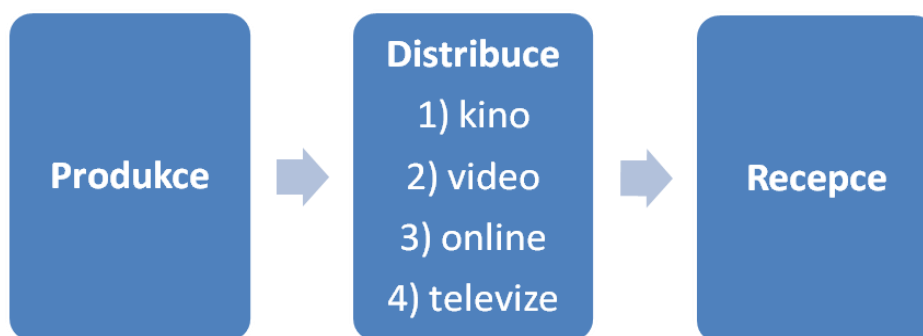 Produkce
Distribuce
1) kino
2) video
3) online
4) televize
Recepce